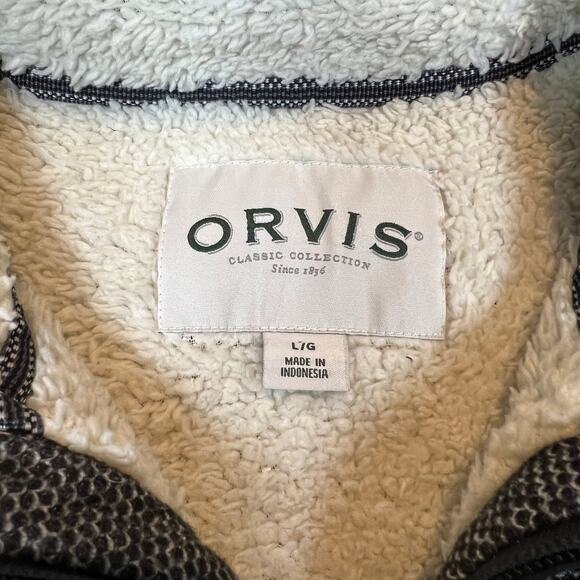 ORVIS®
CLASSIC COLLECTION
Since 1856
L/G
MADE IN
INDONESIA